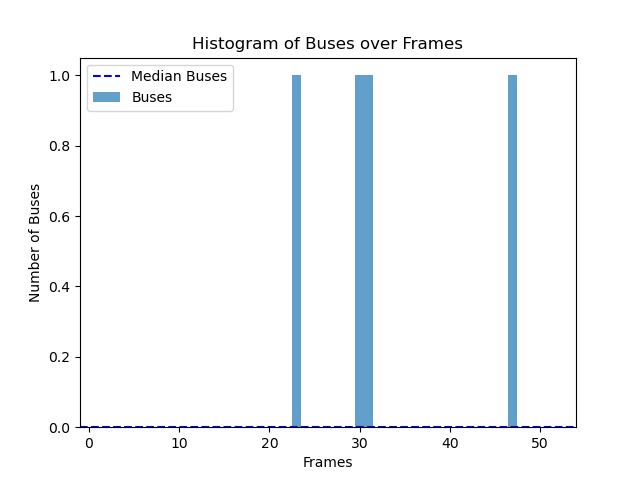 Histogram of Buses over Frames
Median Buses
Buses
Number of Buses
1.0
0.8
0.6
0.4
0.2
0.0
0 10 20 30 40 50
Frames